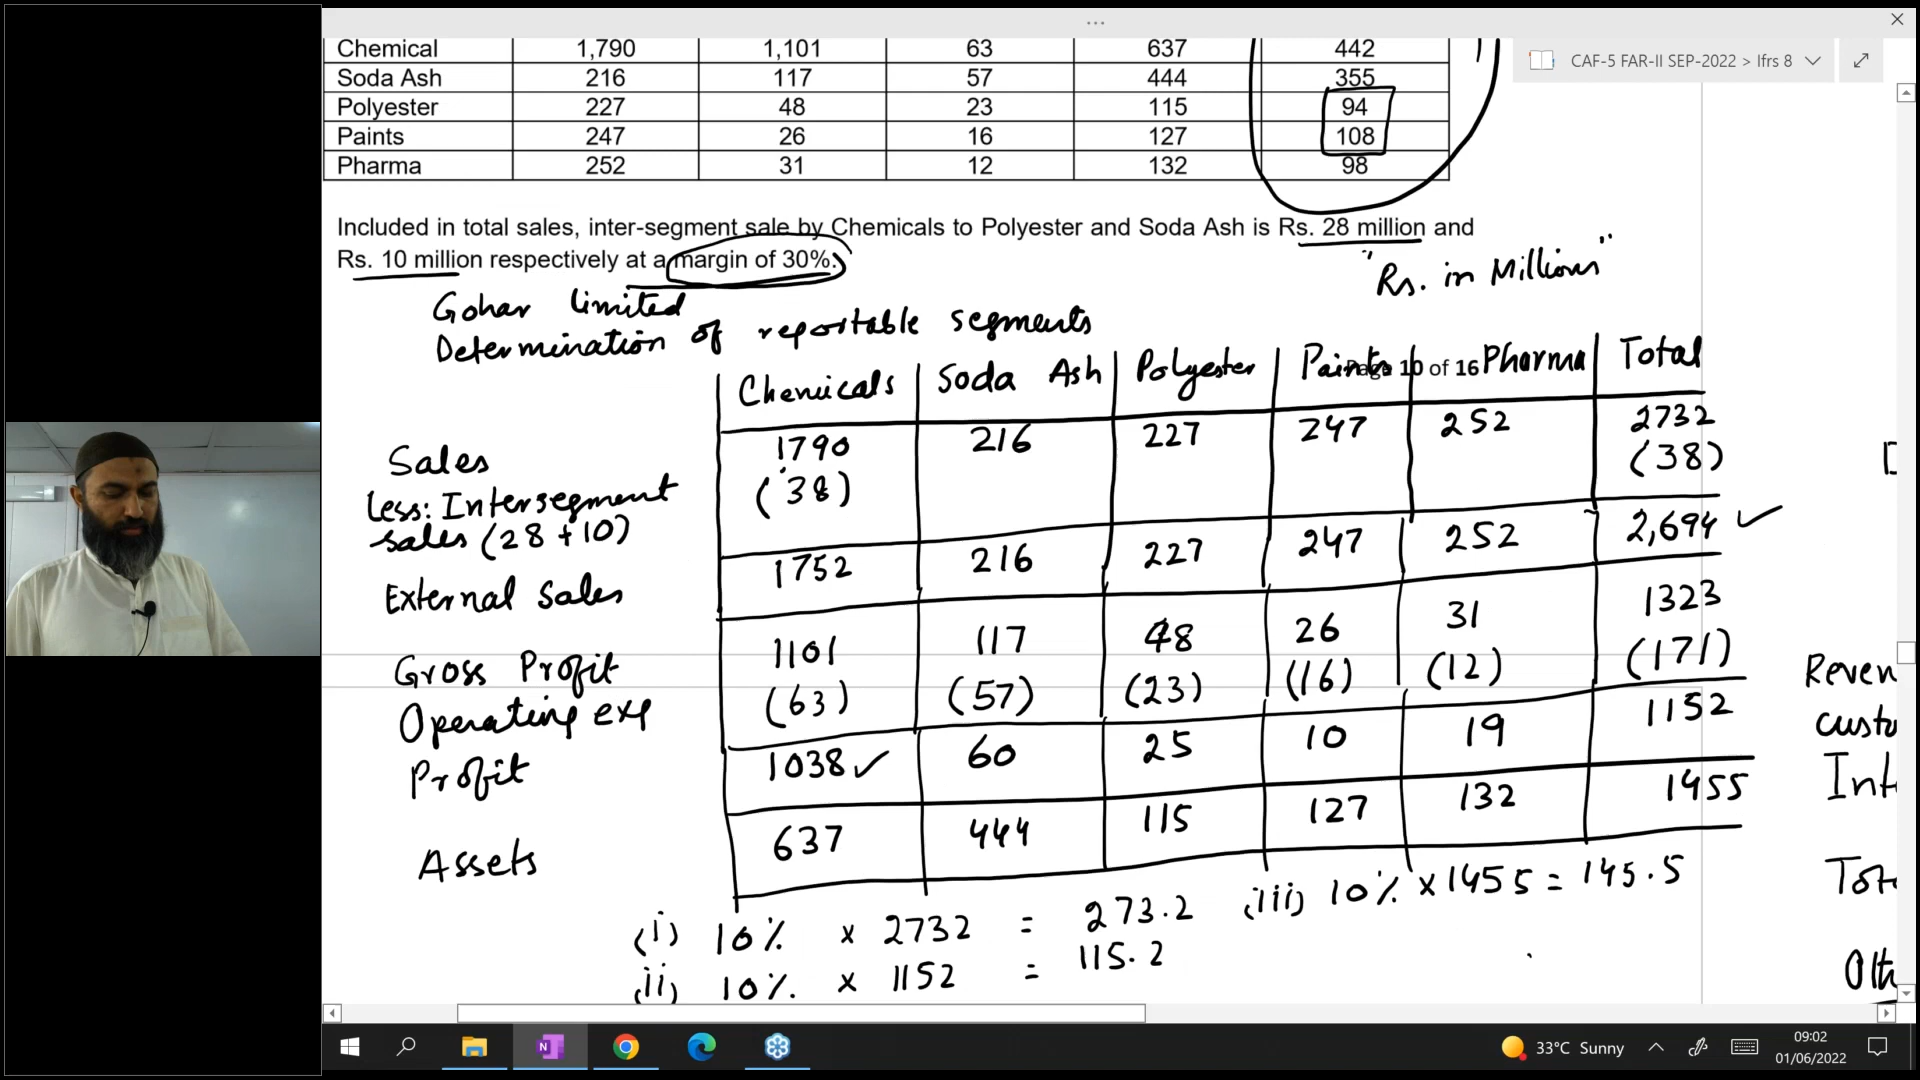 CAF-5 FAR-II SEP-2022 > Ifrs 8
Chemical 1,790 1,101 63 637 442
Soda Ash 216 117 57 444 355
Polyester 227 48 23 115 94
Paints 247 26 16 127 108
Pharma 252 31 12 132 98
Included in total sales, inter-segment sale by Chemicals to Polyester and Soda Ash is Rs. 28 million and
Rs. 10 million respectively at a margin of 30%.
"Rs. in Millions"
Gohar limited
Determination of reportable segments
Page 10 of 16
Chemicals Soda Ash Polyester Paints Pharma Total
Sales 1790 216 227 247 252 2732
Less: Intersegment (38) (38)
sales (28 + 10)
External Sales 1752 216 227 247 252 2,694
Gross Profit 1101 117 48 26 31 1323
Operating exp (63) (57) (23) (16) (12) (171)
Profit 1038 60 25 10 19 1152
Assets 637 444 115 127 132 1455
(i) 10% x 2732 = 273.2 (iii) 10% x 1455 = 145.5
(ii) 10% x 1152 = 115.2
Reven
custo
Inte
Tot
Oth
33°C Sunny
09:02
01/06/2022